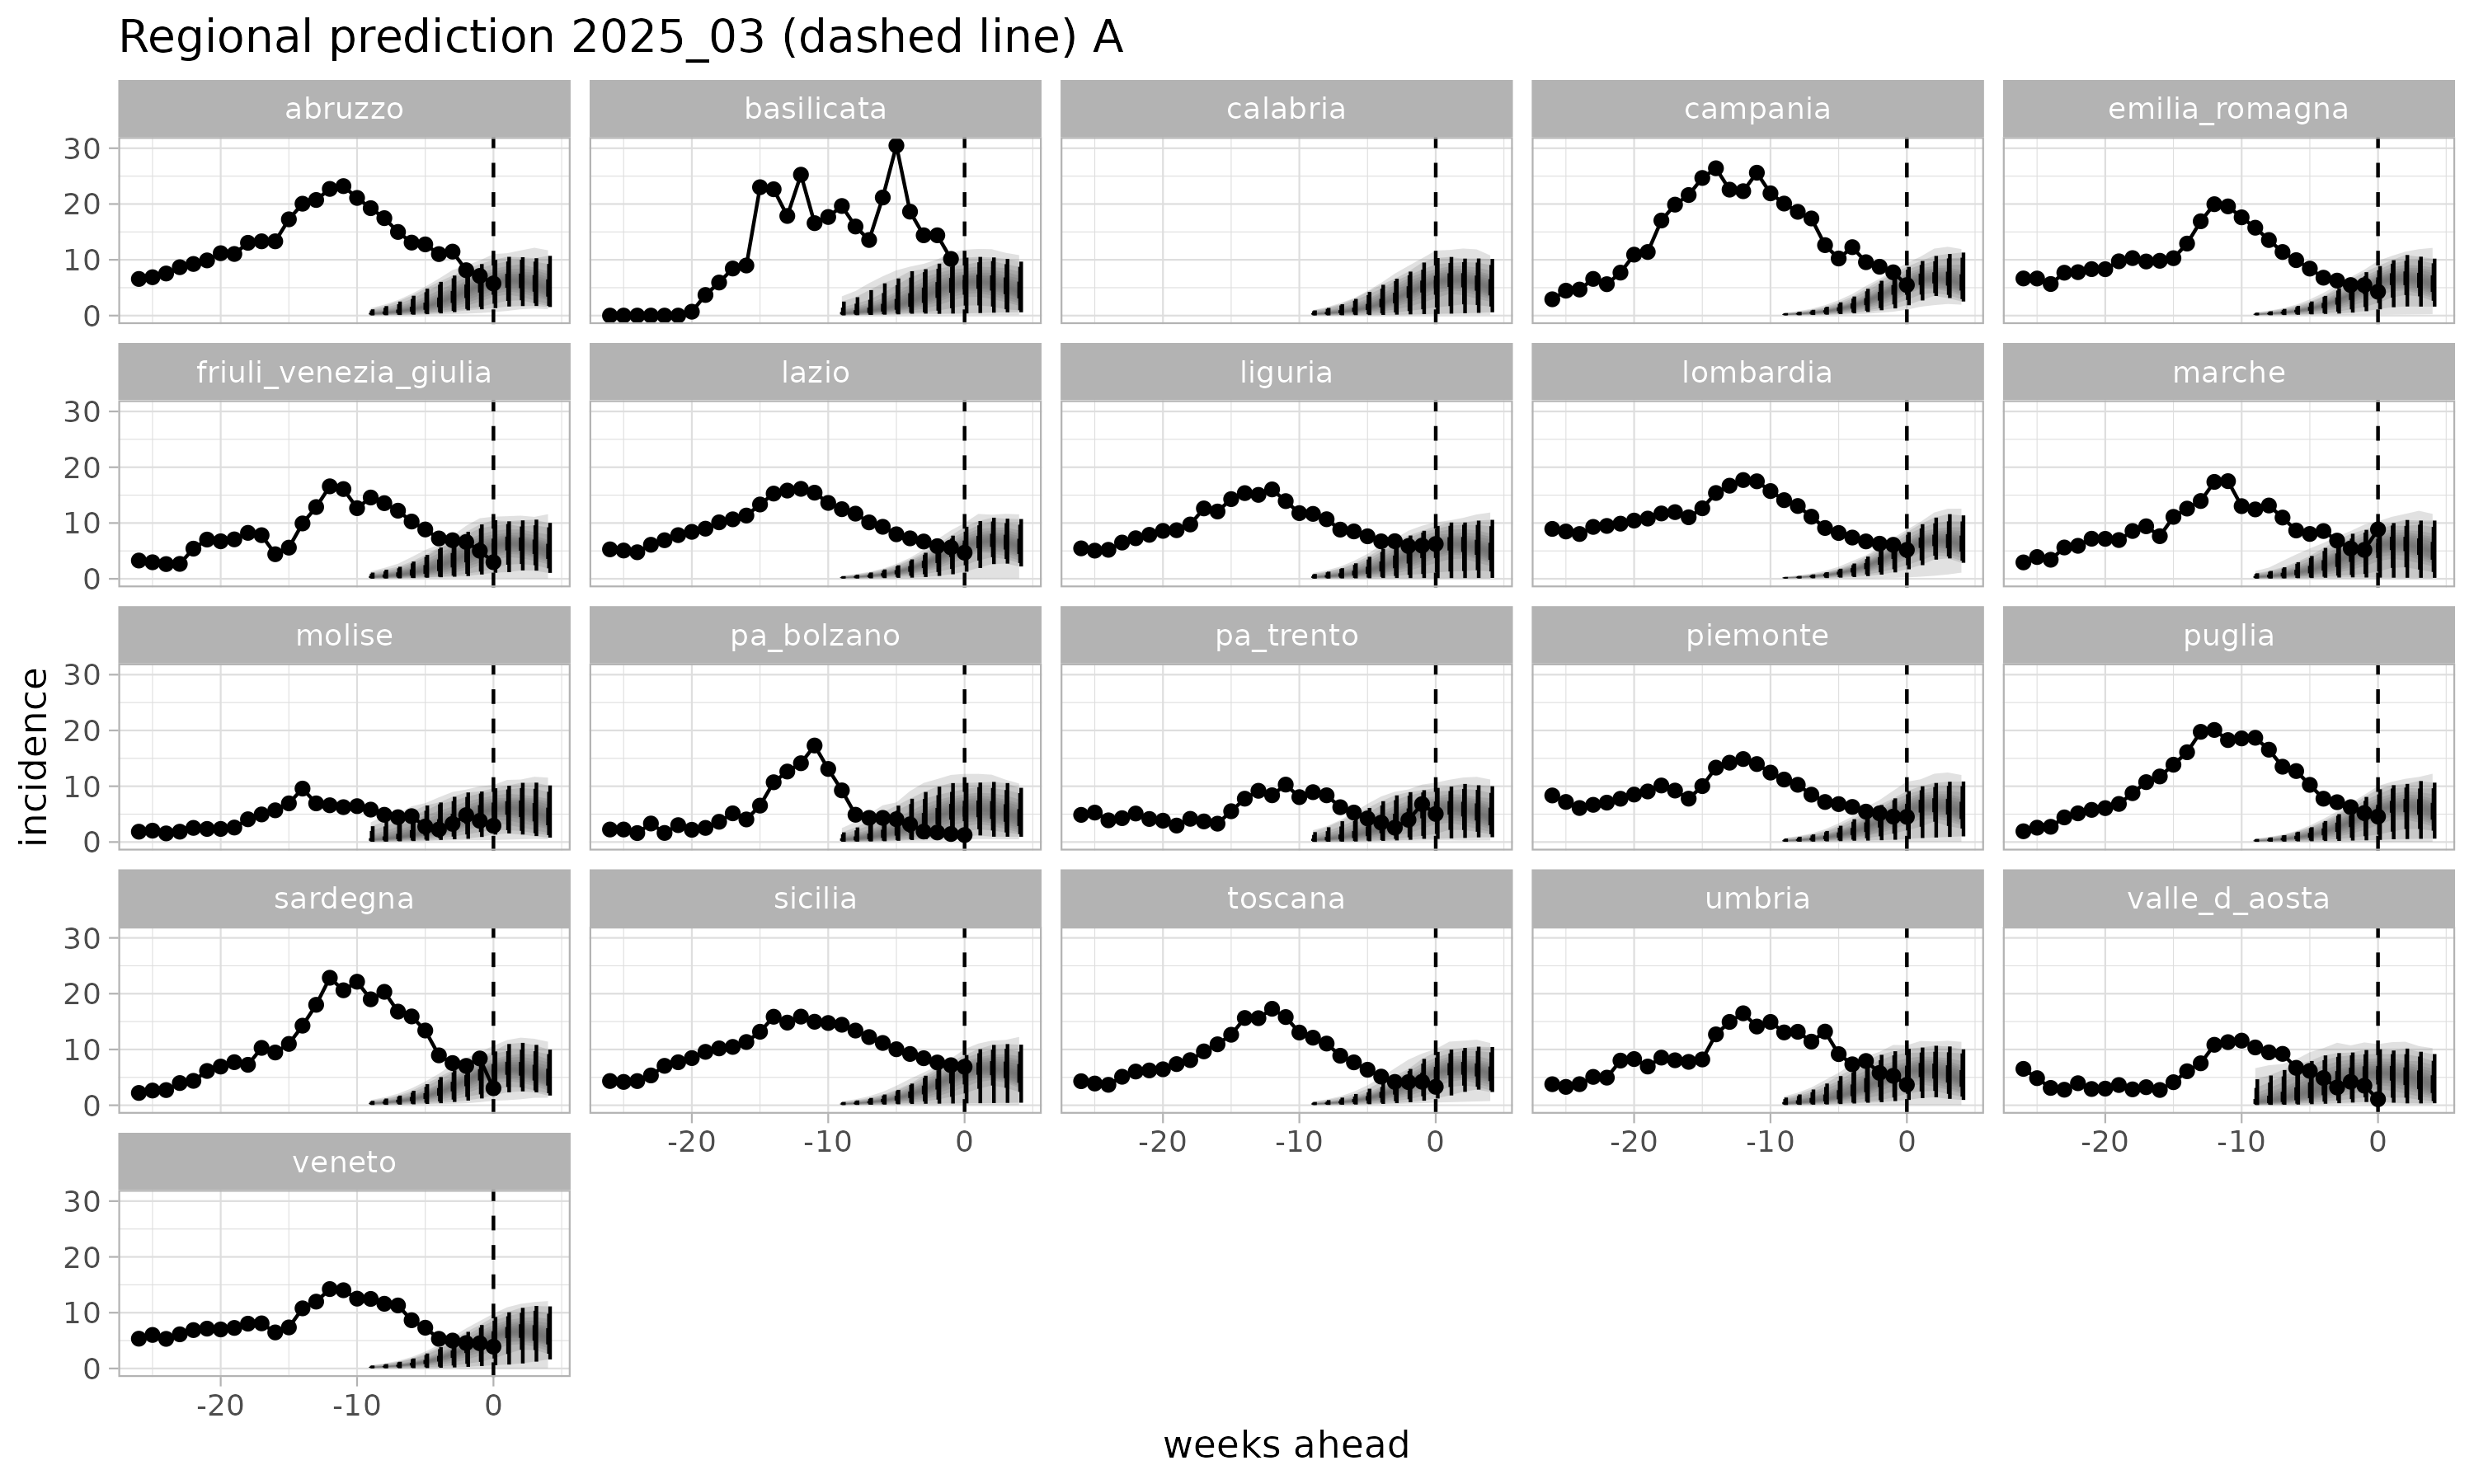 Regional prediction 2025_03 (dashed line) A
abruzzo
basilicata
calabria
campania
emilia_romagna
30
20
10
0
friuli_venezia_giulia
lazio
liguria
lombardia
marche
30
20
10
0
molise
pa_bolzano
pa_trento
piemonte
puglia
30
20
10
0
incidence
sardegna
sicilia
toscana
umbria
valle_d_aosta
30
20
10
0
-20 -10 0
-20 -10 0
-20 -10 0
-20 -10 0
veneto
30
20
10
0
-20 -10 0
weeks ahead